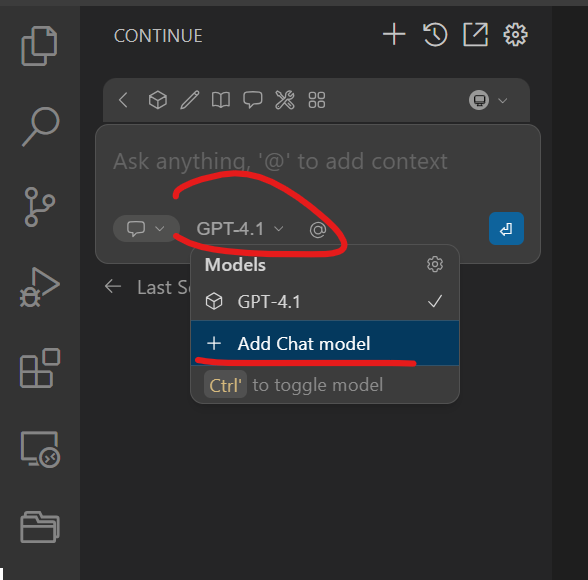 CONTINUE
Ask anything, '@' to add context
GPT-4.1 @
Models
GPT-4.1
Add Chat model
Ctrl' to toggle model
Last S